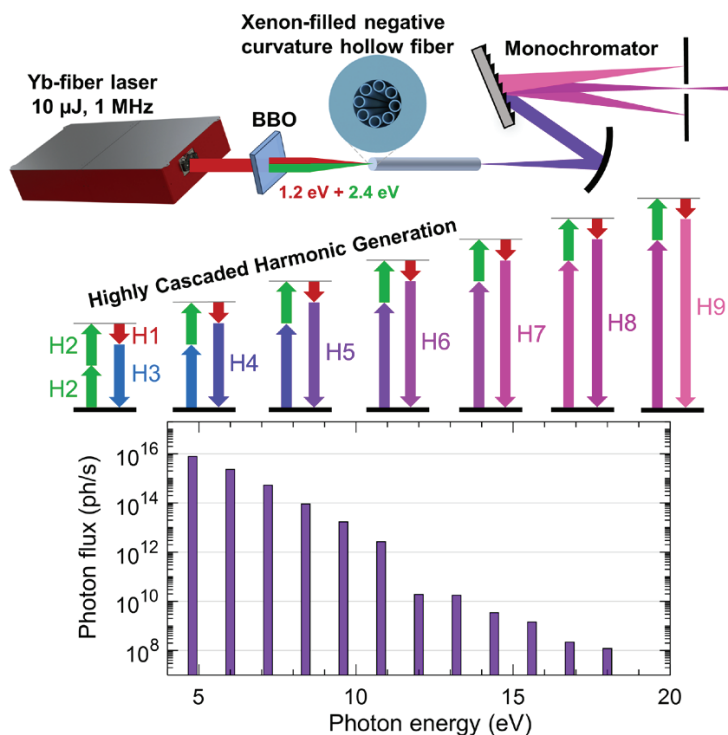 Xenon-filled negative
curvature hollow fiber
Monochromator
Yb-fiber laser
10 µJ, 1 MHz
BBO
1.2 eV + 2.4 eV
Highly Cascaded Harmonic Generation
H2
H1
H2
H3
H4
H5
H6
H7
H8
H9
Photon flux (ph/s)
10^16
10^14
10^12
10^10
10^8
5
10
15
20
Photon energy (eV)